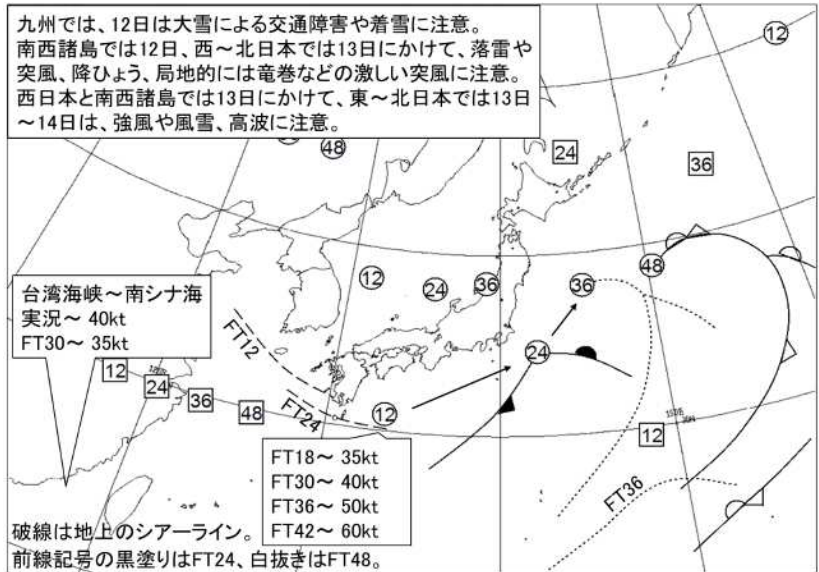 九州では、12日は大雪による交通障害や着雪に注意。
南西諸島では12日、西～北日本では13日にかけて、落雷や
突風、降ひょう、局地的には竜巻などの激しい突風に注意。
西日本と南西諸島では13日にかけて、東～北日本では13日
～14日は、強風や風雪、高波に注意。
12
48
24
36
12
24
36
36
48
台湾海峡～南シナ海
実況～ 40kt
FT30～ 35kt
FT12
24
12
24
36
48
FT24
12
12
FT18～ 35kt
FT30～ 40kt
FT36～ 50kt
FT42～ 60kt
FT36
破線は地上のシアーライン。
前線記号の黒塗りはFT24、白抜きはFT48。